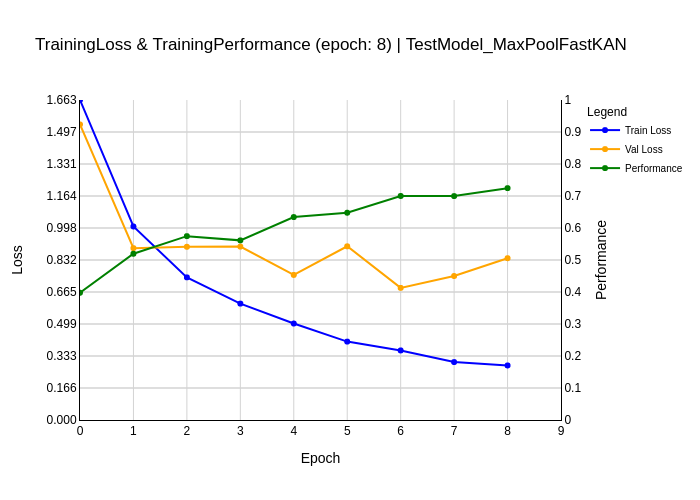 TrainingLoss & TrainingPerformance (epoch: 8) | TestModel_MaxPoolFastKAN
1.663
1.497
1.331
1.164
0.998
0.832
0.665
0.499
0.333
0.166
0.000
Loss
0 1 2 3 4 5 6 7 8 9
Epoch
1
0.9
0.8
0.7
0.6
0.5
0.4
0.3
0.2
0.1
0
Performance
Legend
Train Loss
Val Loss
Performance